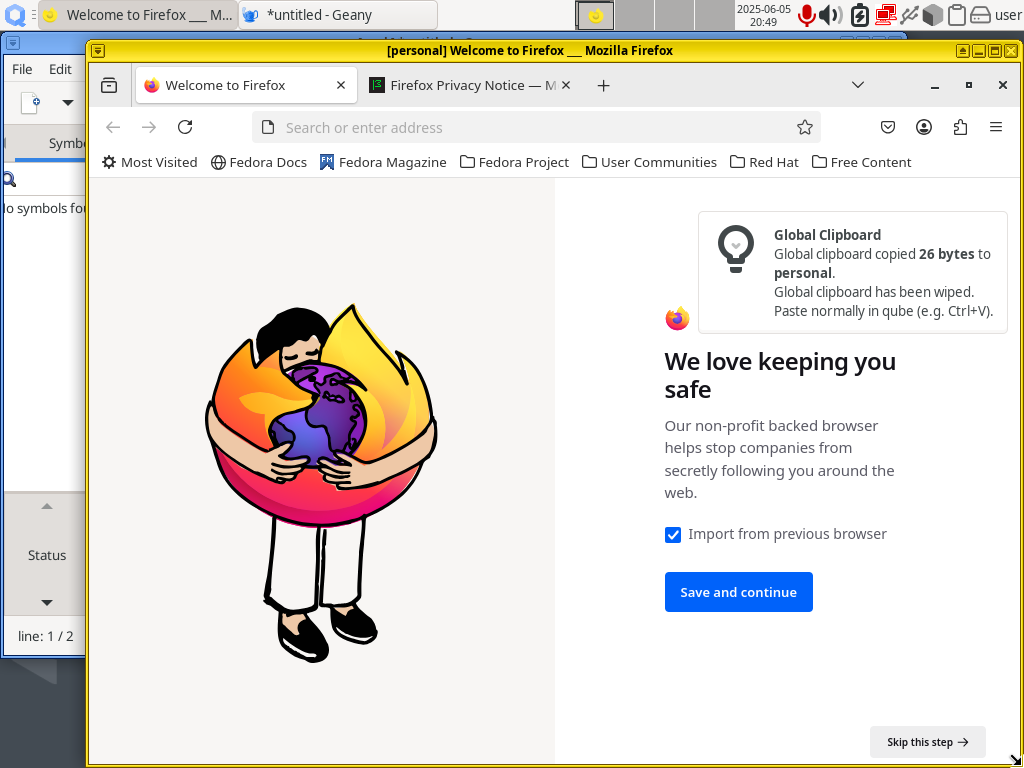 Welcome to Firefox ___ M...
*untitled - Geany
2025-06-05
20:49
user
[personal] Welcome to Firefox ___ Mozilla Firefox
File Edit
Welcome to Firefox
Firefox Privacy Notice — M
Search or enter address
Most Visited
Fedora Docs
FM
Fedora Magazine
Fedora Project
User Communities
Red Hat
Free Content
Global Clipboard
Global clipboard copied 26 bytes to
personal.
Global clipboard has been wiped.
Paste normally in qube (e.g. Ctrl+V).
We love keeping you
safe
Our non-profit backed browser
helps stop companies from
secretly following you around the
web.
Import from previous browser
Save and continue
Skip this step
Symbo
lo symbols fou
Status
line: 1 / 2